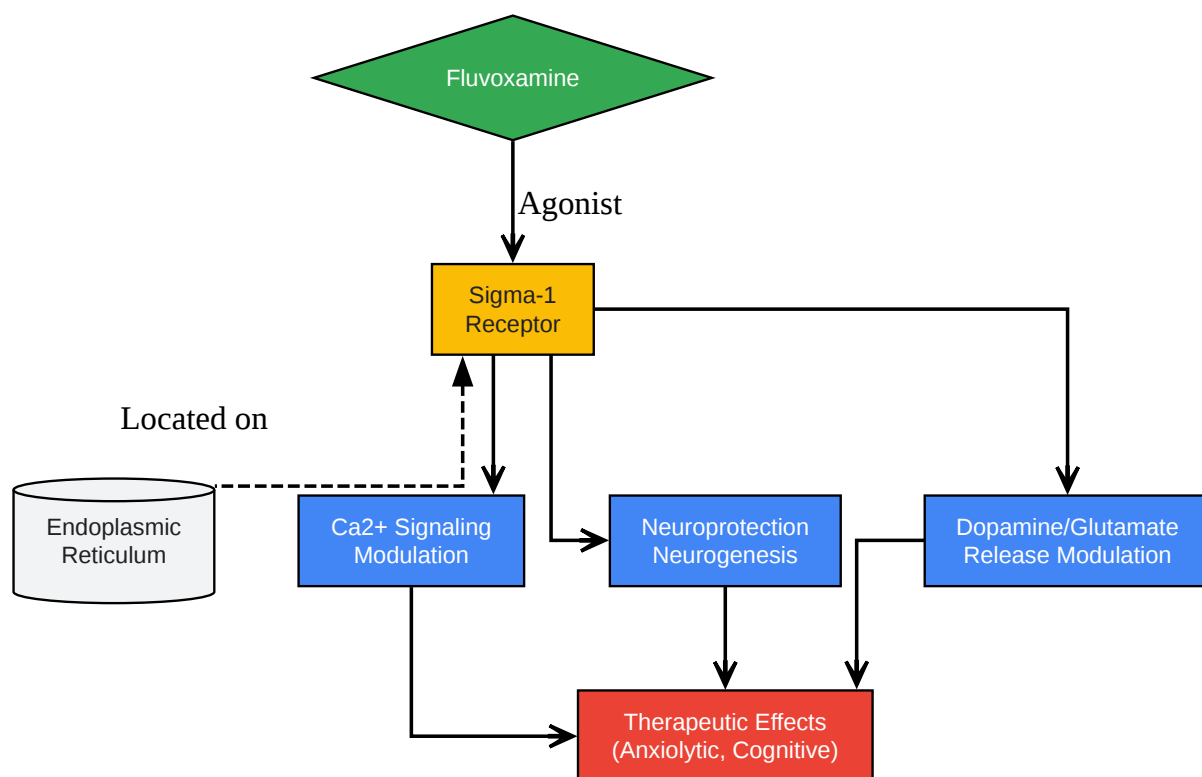 Fluvoxamine
Agonist
Sigma-1
Receptor
Located on
Endoplasmic
Reticulum
Ca2+ Signaling
Modulation
Neuroprotection
Neurogenesis
Dopamine/Glutamate
Release Modulation
Therapeutic Effects
(Anxiolytic, Cognitive)